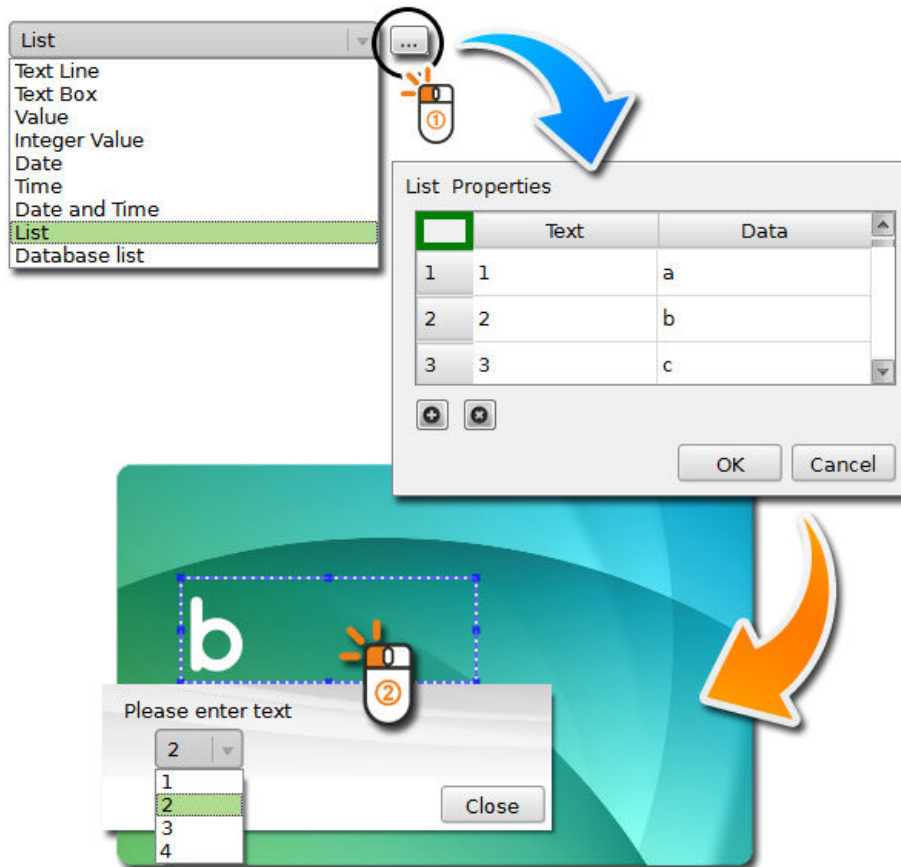 List
...
Text Line
Text Box
Value
Integer Value
Date
Time
Date and Time
List
Database list
①
List Properties
Text Data
1 1 a
2 2 b
3 3 c
OK Cancel
b
②
Please enter text
2
1
2
3
4
Close